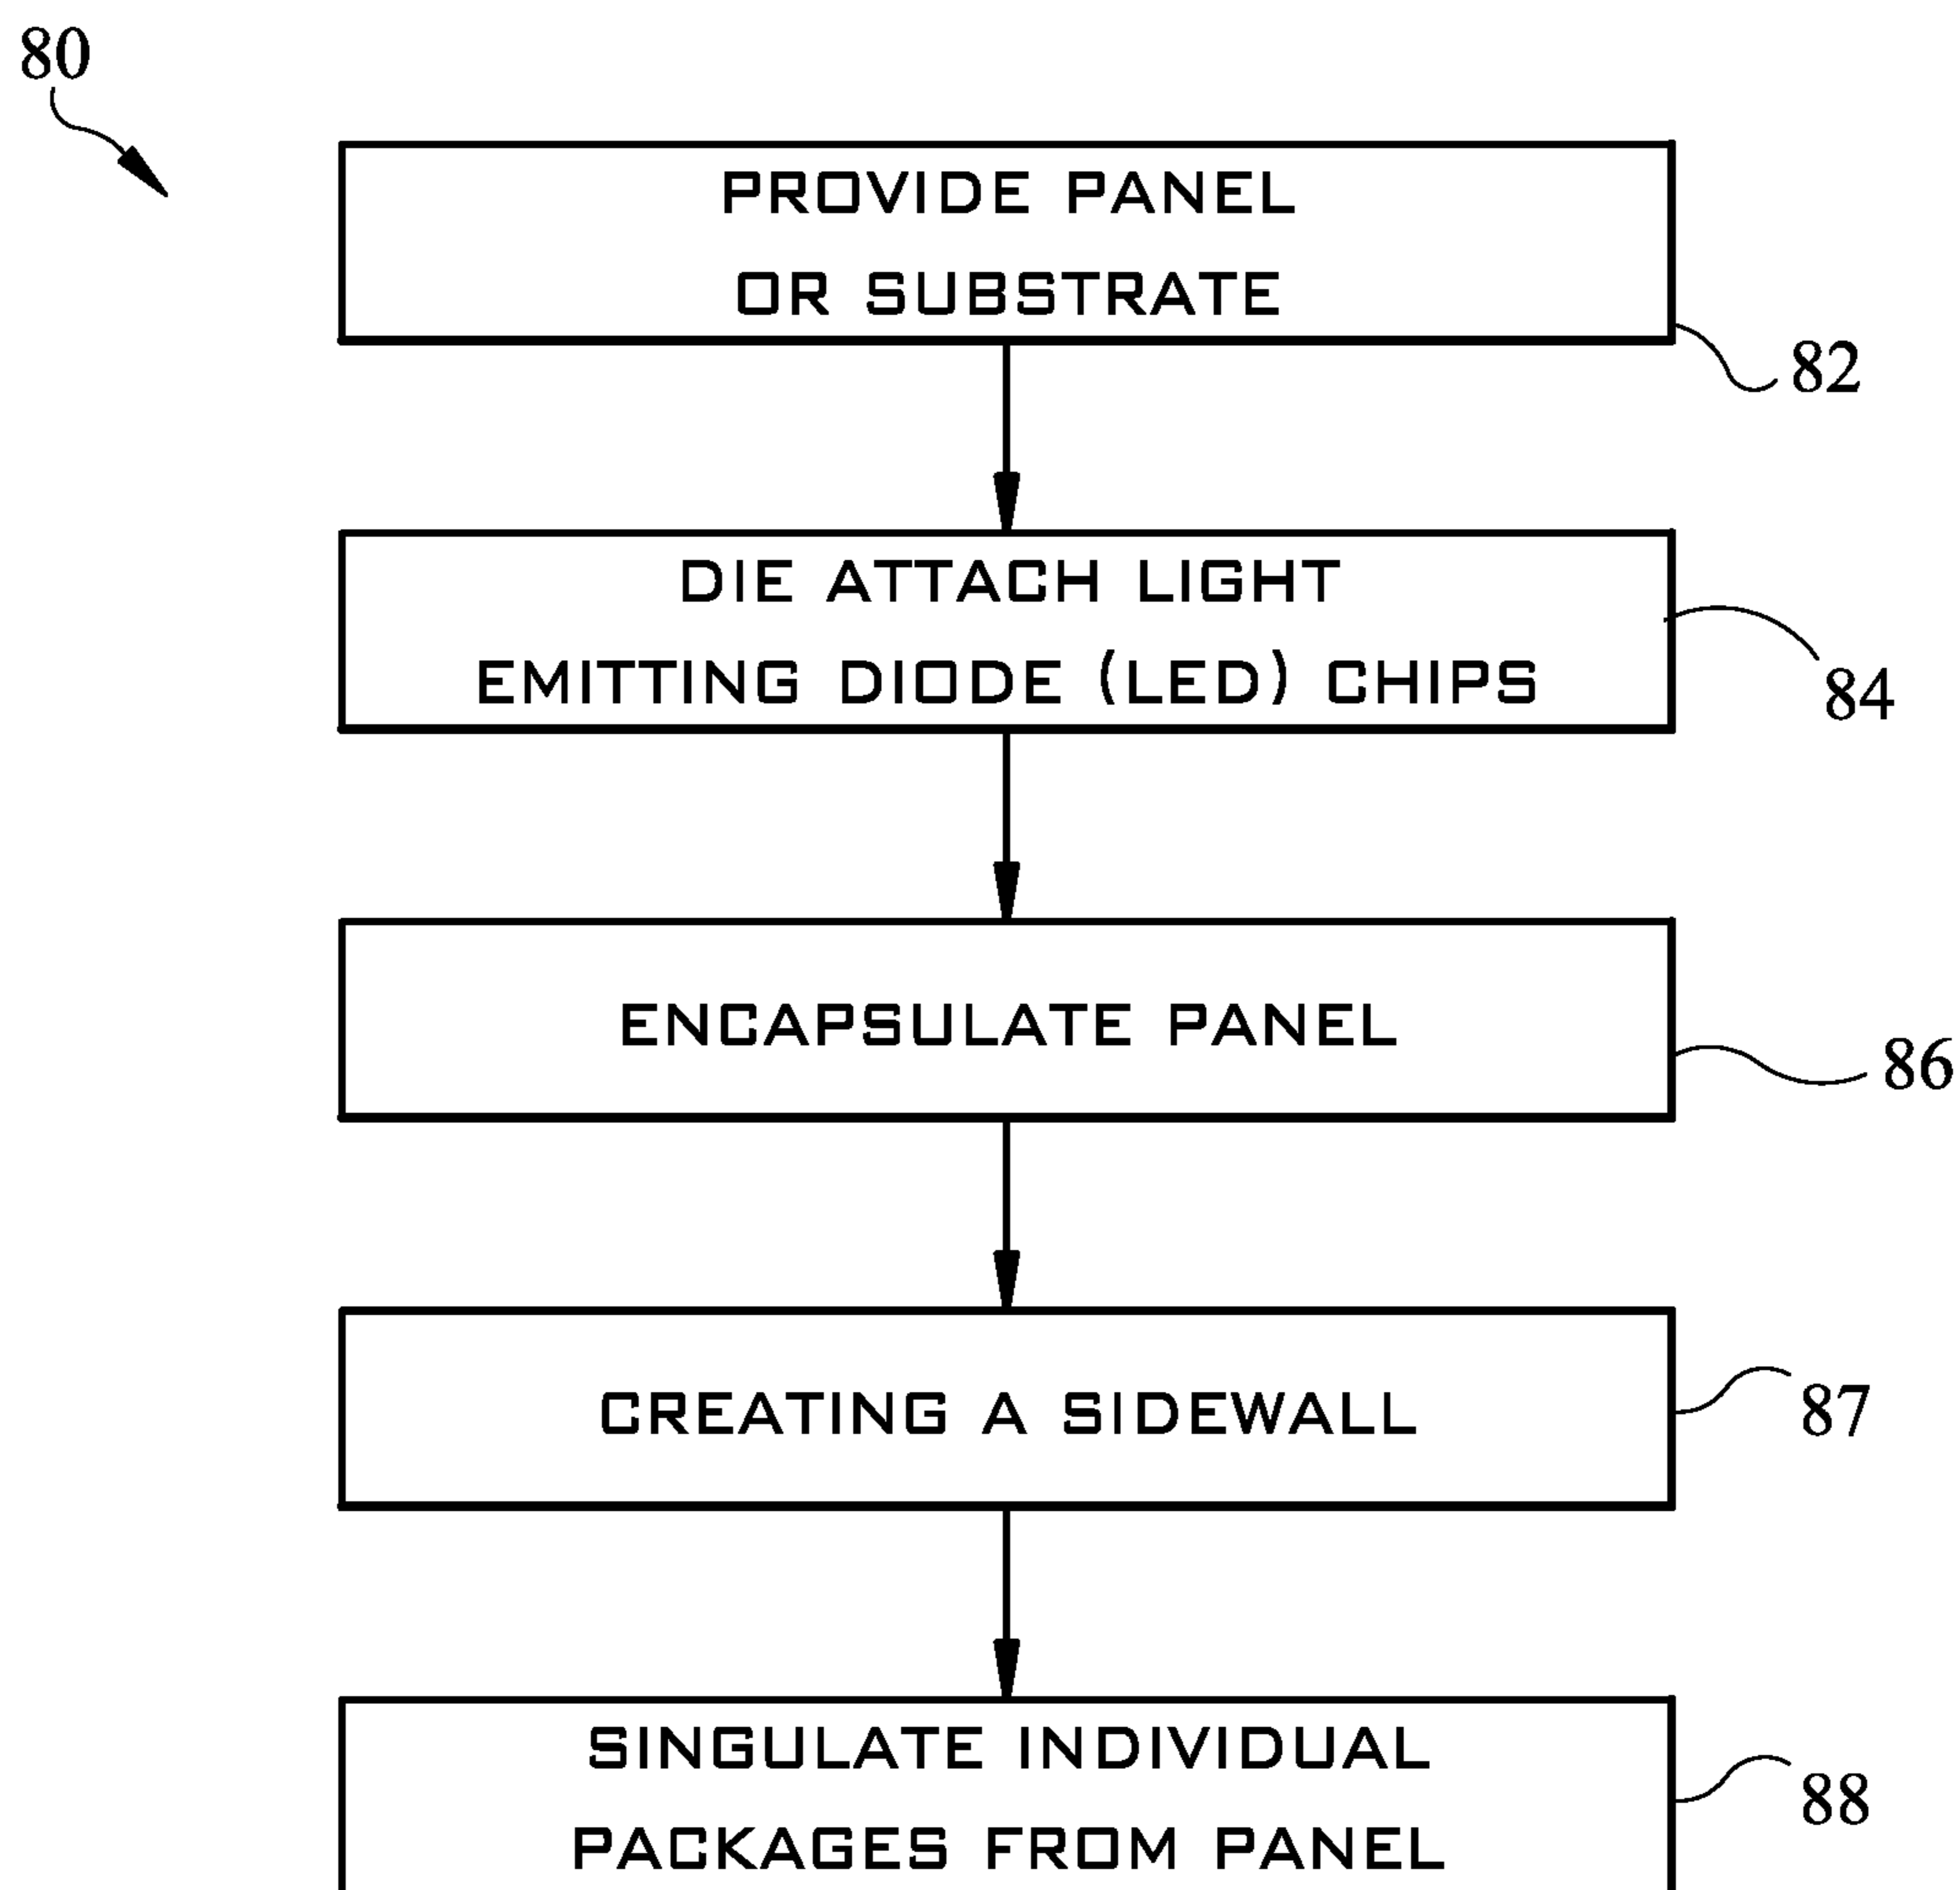 80
PROVIDE PANEL
OR SUBSTRATE
82
DIE ATTACH LIGHT
EMITTING DIODE (LED) CHIPS
84
ENCAPSULATE PANEL
86
CREATING A SIDEWALL
87
SINGULATE INDIVIDUAL
PACKAGES FROM PANEL
88